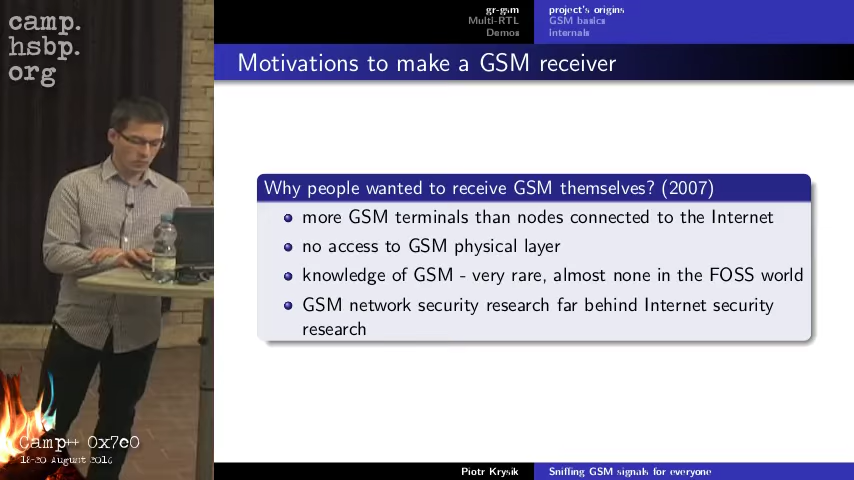 camp.
hsbp.
org
gr-gsm
Multi-RTL
Demos
project's origins
GSM basics
Internals
Motivations to make a GSM receiver
Why people wanted to receive GSM themselves? (2007)
more GSM terminals than nodes connected to the Internet
no access to GSM physical layer
knowledge of GSM - very rare, almost none in the FOSS world
GSM network security research far behind Internet security
research
Camp++ 0x7e0
18-20 August 2016
Piotr Krysik
Sniffing GSM signals for everyone